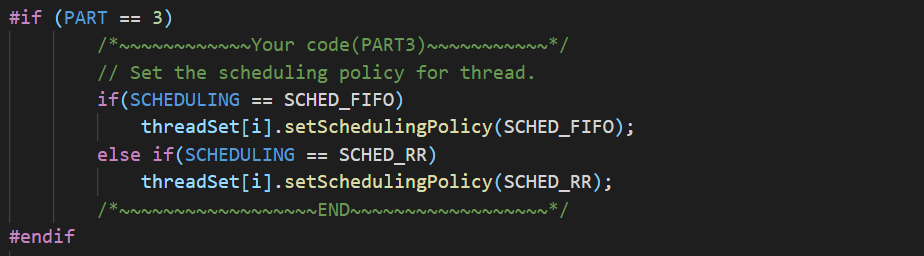 #if (PART == 3)
/*~~~~~~~~~~~~Your code(PART3)~~~~~~~~~~~*/
// Set the scheduling policy for thread.
if(SCHEDULING == SCHED_FIFO)
threadSet[i].setSchedulingPolicy(SCHED_FIFO);
else if(SCHEDULING == SCHED_RR)
threadSet[i].setSchedulingPolicy(SCHED_RR);
/*~~~~~~~~~~~~~~~~~~END~~~~~~~~~~~~~~~~~~*/
#endif